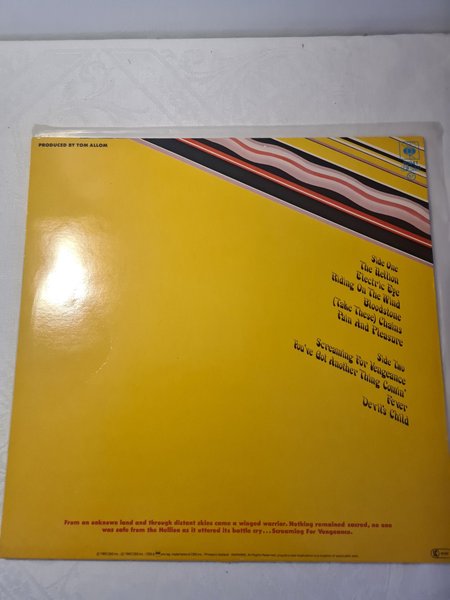 PRODUCED BY TOM ALLOM
Side One
The Hellion
Electric Eye
Riding On The Wind
Bloodstone
(Take These) Chains
Pain And Pleasure
Side Two
Screaming For Vengeance
You've Got Another Thing Comin'
Fever
Devil's Child
From an unknown land and through distant skies came a winged warrior. Nothing remained sacred, no one
was safe from the Hellion as it uttered its battle cry...Screaming For Vengeance.